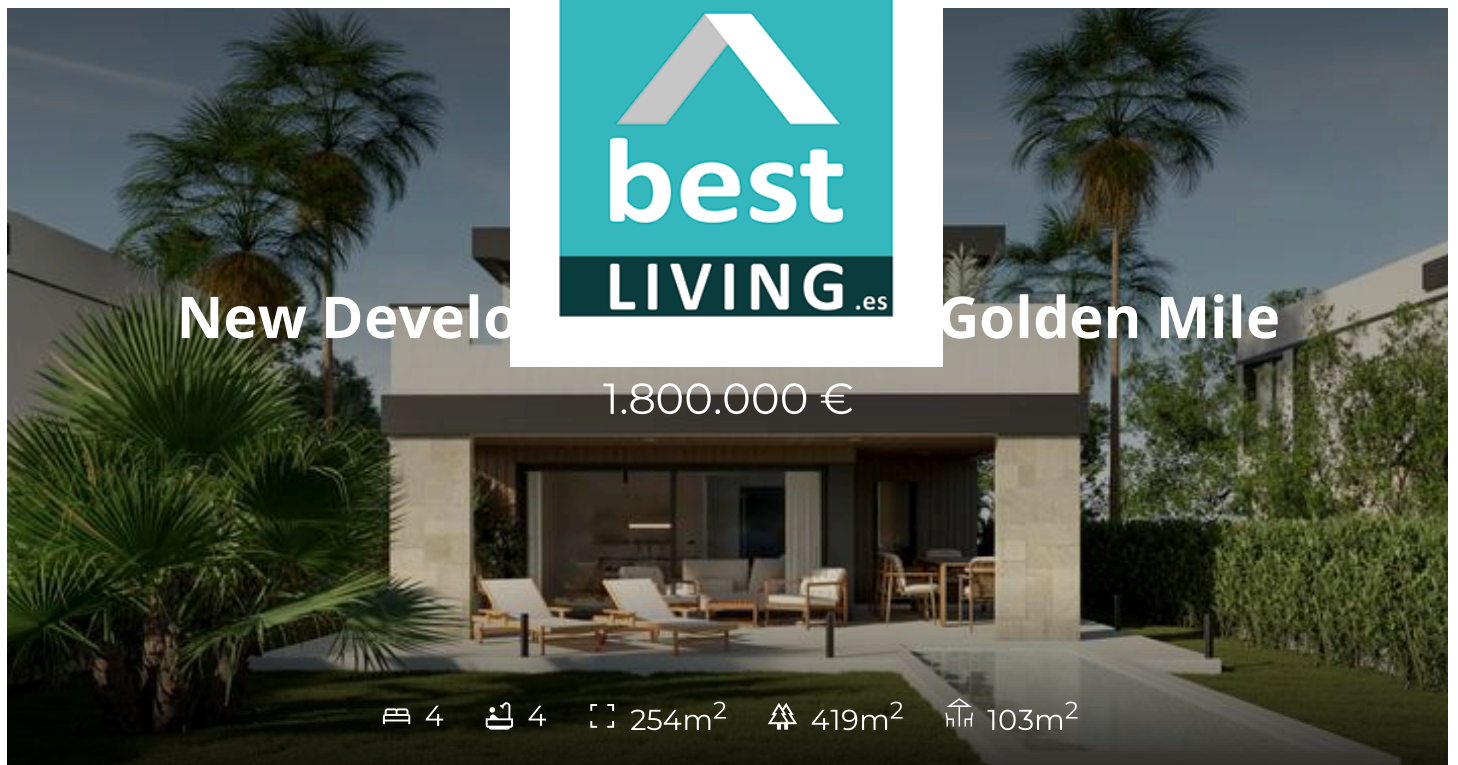 best
LIVING.es
New Develo Golden Mile
1.800.000 €
4 4 254m² 419m² 103m²